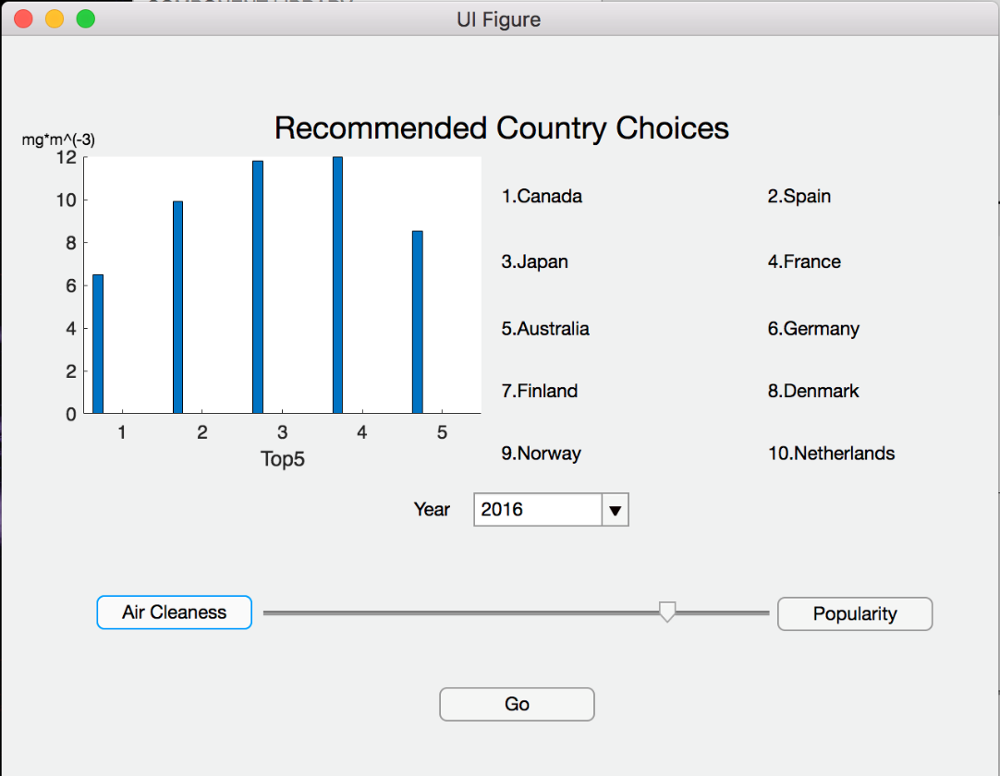 UI Figure
Recommended Country Choices
mg*m^(-3)
12
10
8
6
4
2
0
1 2 3 4 5
Top5
1.Canada 2.Spain
3.Japan 4.France
5.Australia 6.Germany
7.Finland 8.Denmark
9.Norway 10.Netherlands
Year 2016
Air Cleaness Popularity
Go